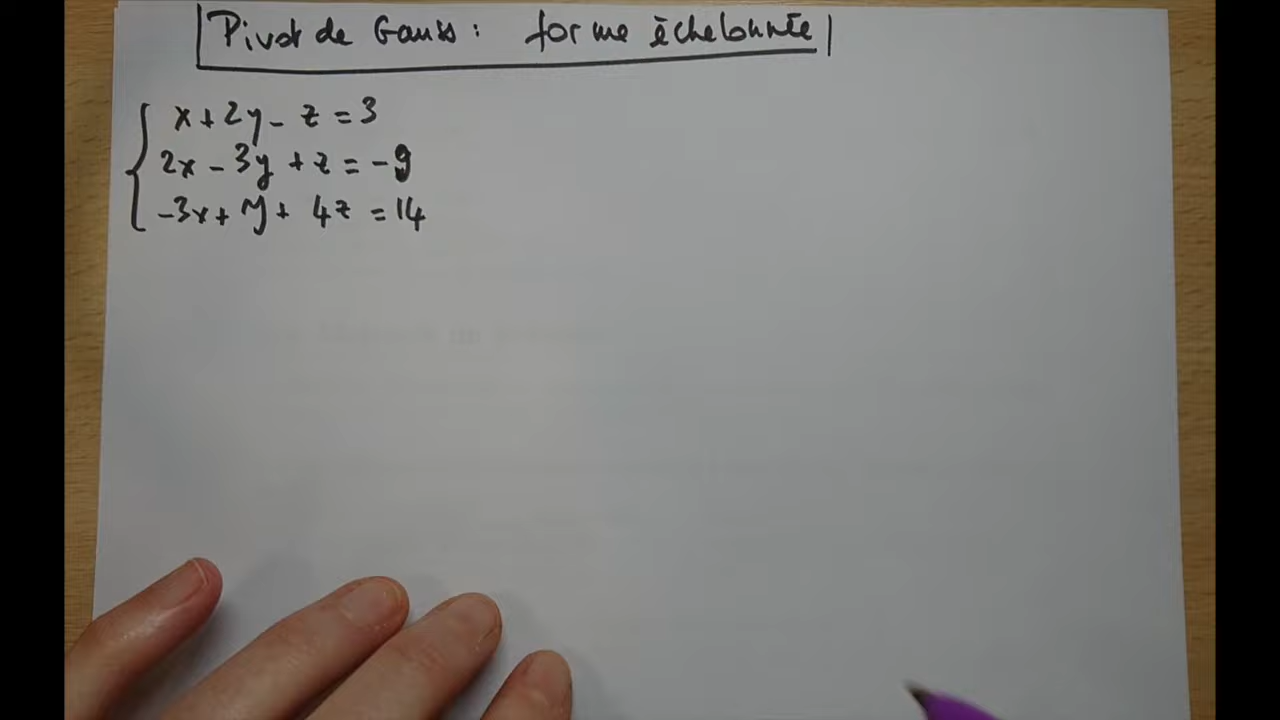 Pivot de Gauss : forme échelonnée
x + 2y - z = 3
2x - 3y + z = -9
-3x + y + 4z = 14